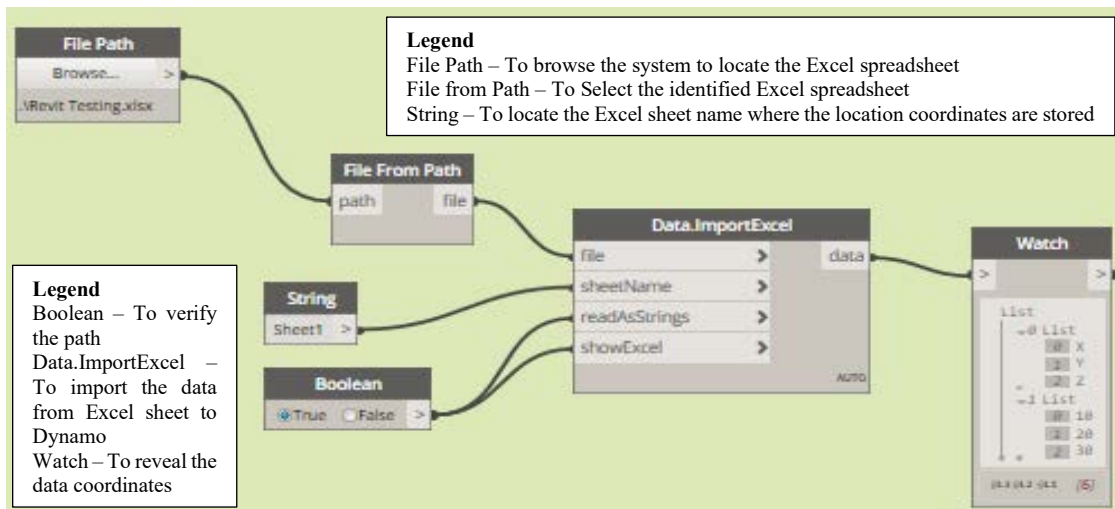 File Path
Browse... >
..\Revit Testing.xlsx
Legend
File Path – To browse the system to locate the Excel spreadsheet
File from Path – To Select the identified Excel spreadsheet
String – To locate the Excel sheet name where the location coordinates are stored
File From Path
path file
Data.ImportExcel
file > data
sheetName >
readAsStrings >
showExcel >
AUTO
Watch
> >
List
0 List
0 X
1 Y
2 Z
1 List
0 10
1 20
2 30
@L3 @L2 @L1 {6}
String
Sheet1 >
Boolean
True False >
Legend
Boolean – To verify
the path
Data.ImportExcel –
To import the data
from Excel sheet to
Dynamo
Watch – To reveal the
data coordinates